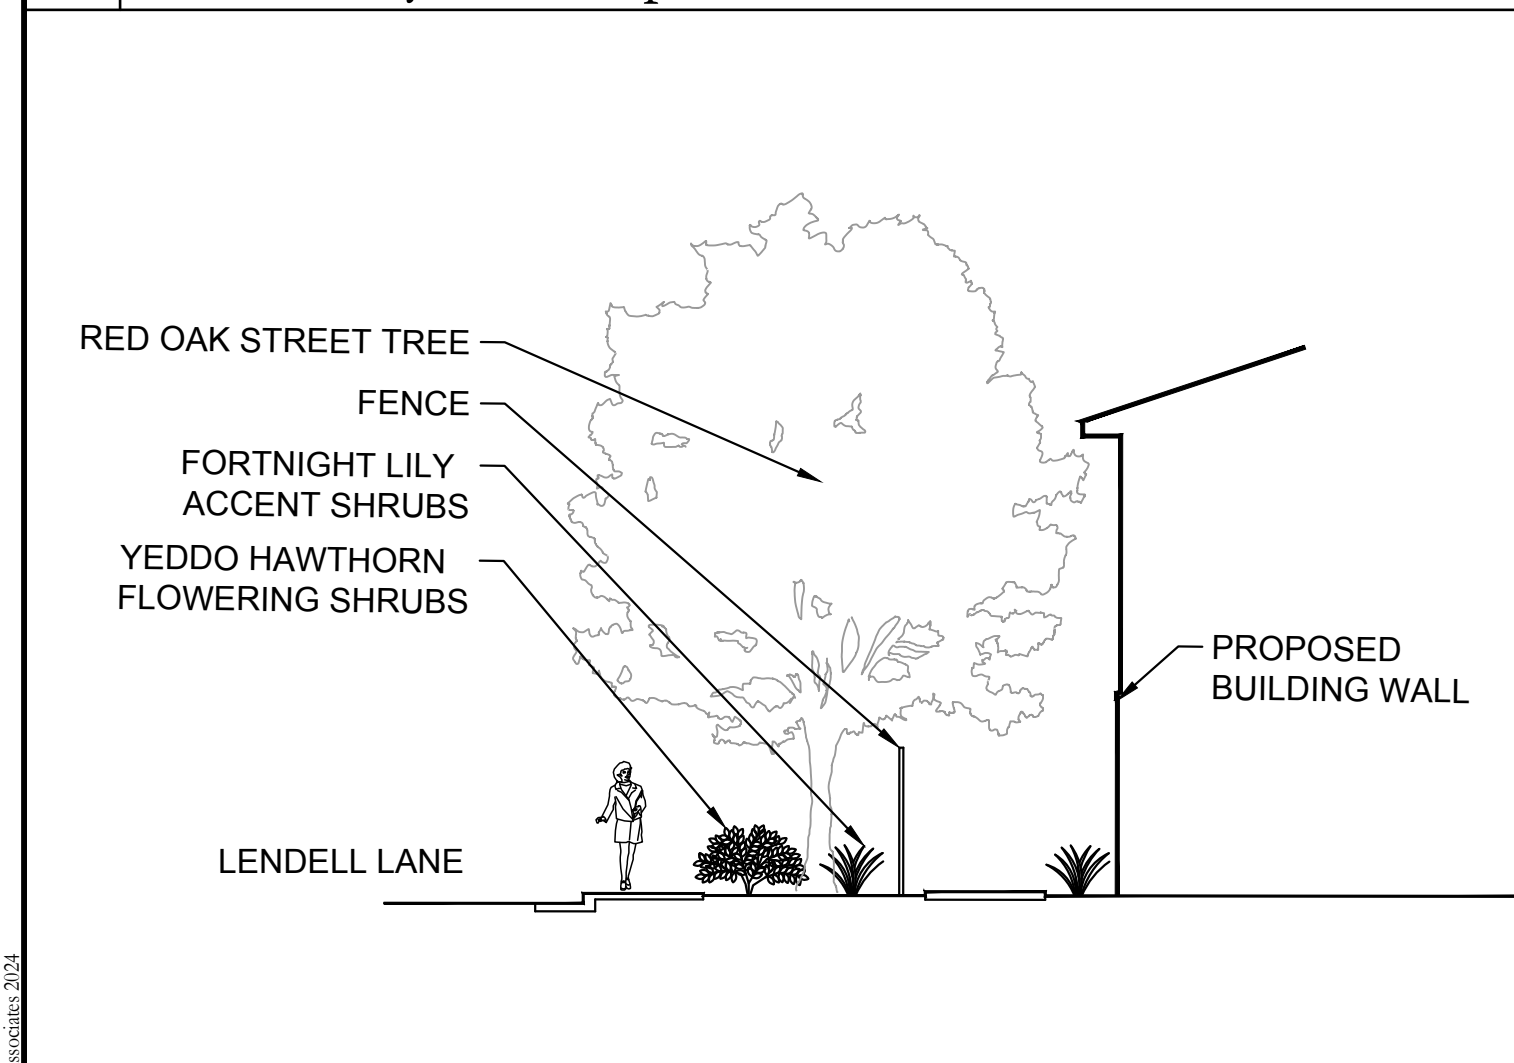 RED OAK STREET TREE
FENCE
FORTNIGHT LILY
ACCENT SHRUBS
YEDDO HAWTHORN
FLOWERING SHRUBS
PROPOSED
BUILDING WALL
LENDELL LANE
2024